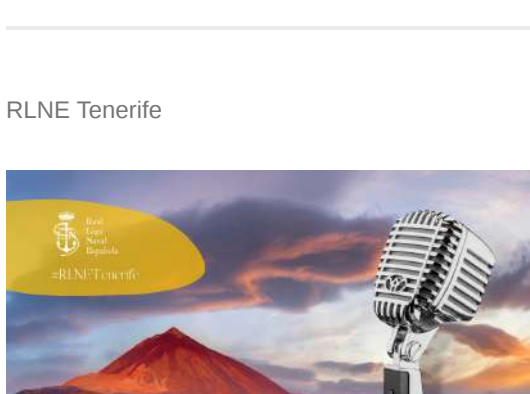 RLNE Tenerife
Real
Liga
Naval
Española
#RLNETenerife